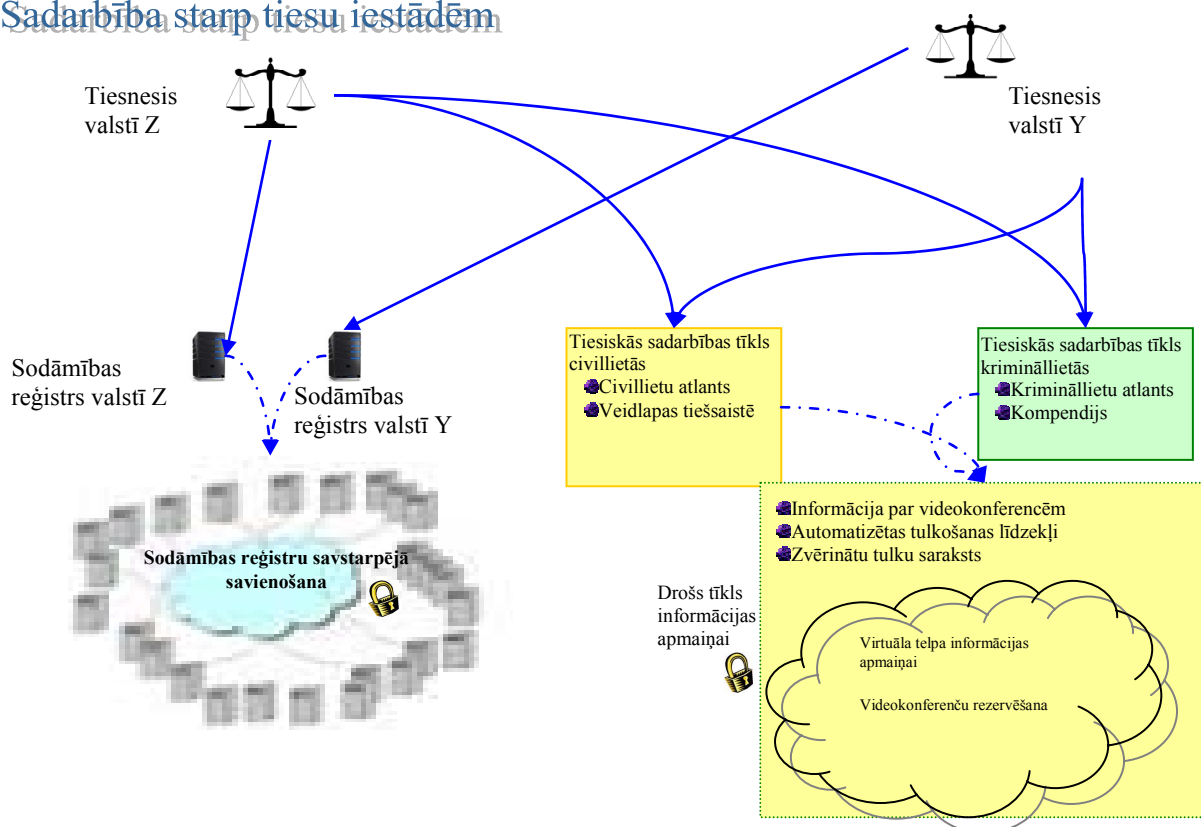 Sadarbība starp tiesu iestādēm
Tiesnesis
valstī Z
Tiesnesis
valstī Y
Sodāmības
reģistrs valstī Z
Sodāmības
reģistrs valstī Y
Tiesiskās sadarbības tīkls
civillietās
Civillietu atlants
Veidlapas tiešsaistē
Tiesiskās sadarbības tīkls
krimināllietās
Krimināllietu atlants
Kompendijs
Sodāmības reģistru savstarpējā
savienošana
Informācija par videokonferencēm
Automatizētas tulkošanas līdzekļi
Zvērinātu tulku saraksts
Drošs tīkls
informācijas
apmaiņai
Virtuāla telpa informācijas
apmaiņai
Videokonferenču rezervēšana